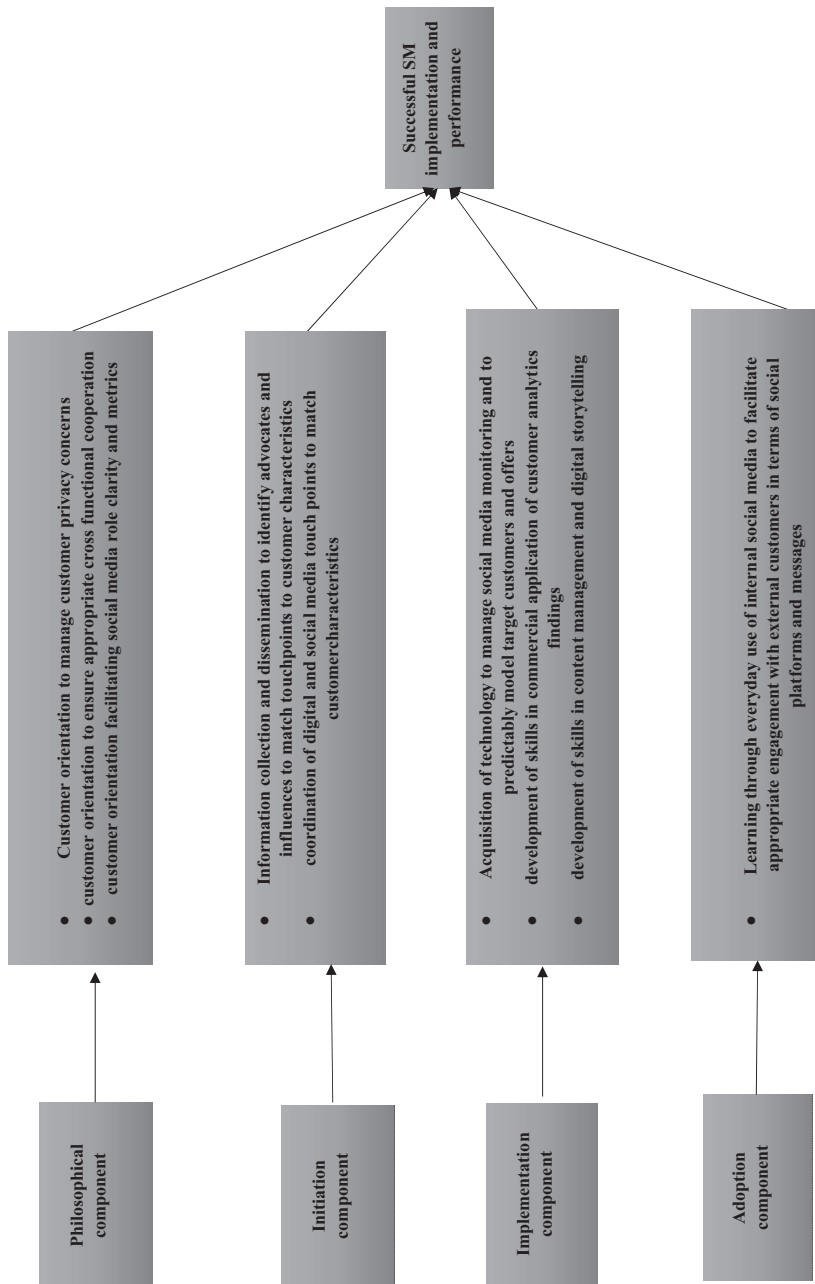 Philosophical
component
• Customer orientation to manage customer privacy concerns
• customer orientation to ensure appropriate cross functional cooperation
• customer orientation facilitating social media role clarity and metrics
Initiation
component
• Information collection and dissemination to identify advocates and
influences to match touchpoints to customer characteristics
• coordination of digital and social media touch points to match
customercharacteristics
Implementation
component
• Acquisition of technology to manage social media monitoring and to
predictably model target customers and offers
• development of skills in commercial application of customer analytics
findings
• development of skills in content management and digital storytelling
Adoption
component
• Learning through everyday use of internal social media to facilitate
appropriate engagement with external customers in terms of social
platforms and messages
Successful SM
implementation and
performance